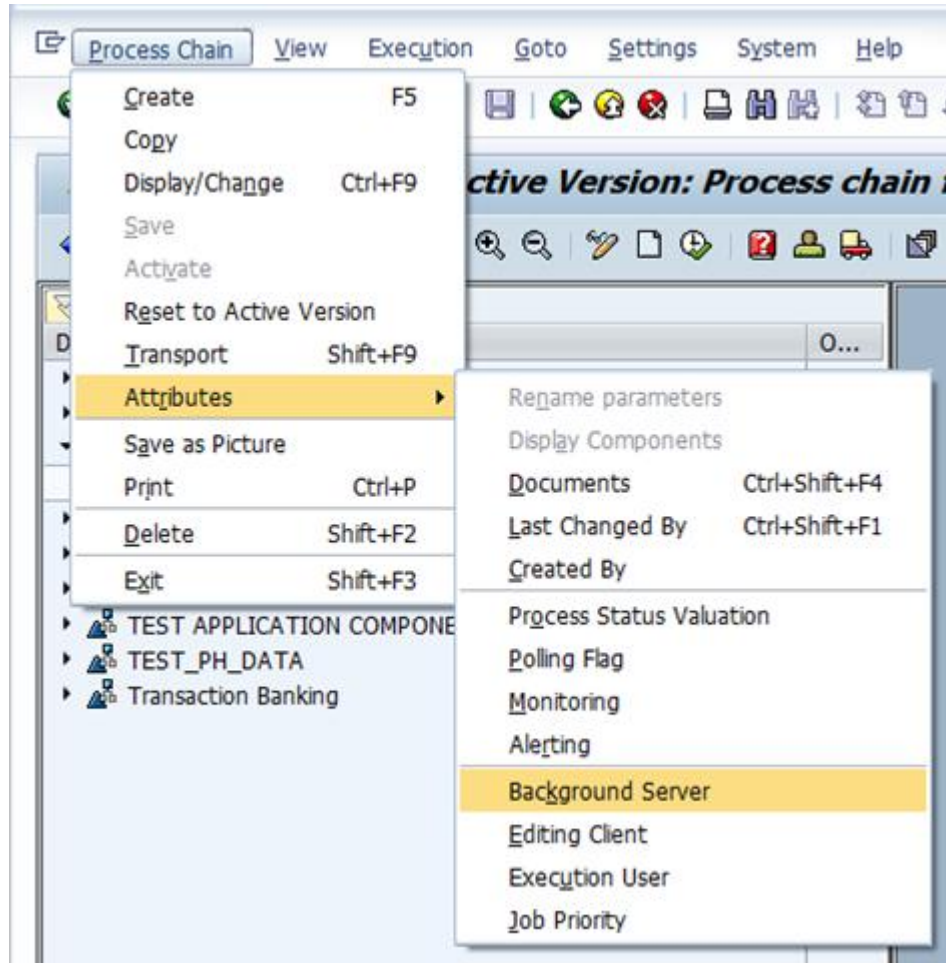 Process Chain View Execution Goto Settings System Help
Create F5
Copy
Display/Change Ctrl+F9
ctive Version: Process chain
Save
Activate
Reset to Active Version
D
O...
Transport Shift+F9
Attributes
Save as Picture
Print Ctrl+P
Delete Shift+F2
Exit Shift+F3
Rename parameters
Display Components
Documents Ctrl+Shift+F4
Last Changed By Ctrl+Shift+F1
Created By
Process Status Valuation
Polling Flag
Monitoring
Alerting
Background Server
Editing Client
Execution User
Job Priority
TEST APPLICATION COMPONE
TEST_PH_DATA
Transaction Banking